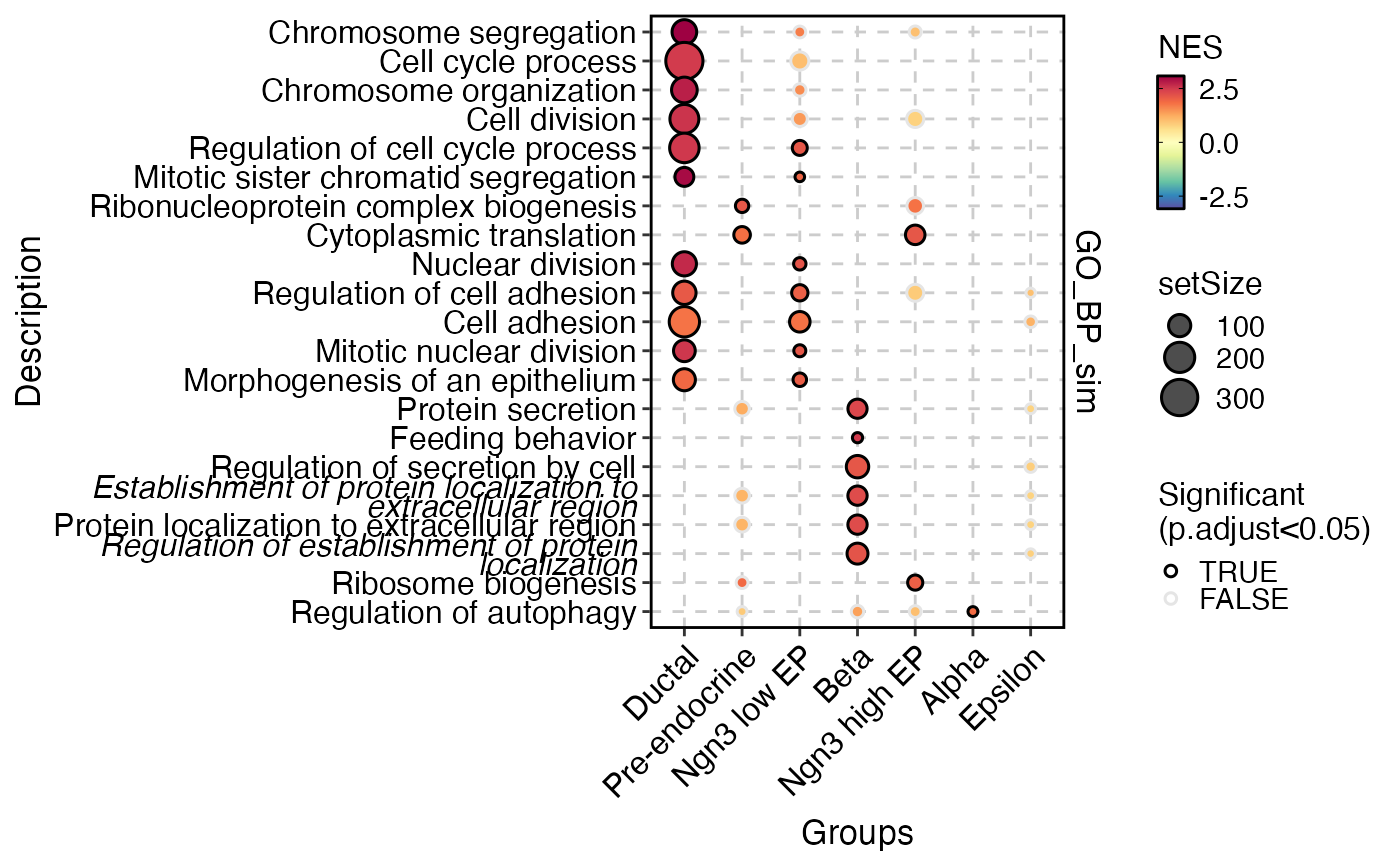 Description
Chromosome segregation
Cell cycle process
Chromosome organization
Cell division
Regulation of cell cycle process
Mitotic sister chromatid segregation
Ribonucleoprotein complex biogenesis
Cytoplasmic translation
Nuclear division
Regulation of cell adhesion
Cell adhesion
Mitotic nuclear division
Morphogenesis of an epithelium
Protein secretion
Feeding behavior
Regulation of secretion by cell
Establishment of protein localization to
extracellular region
Protein localization to extracellular region
Regulation of establishment of protein
localization
Ribosome biogenesis
Regulation of autophagy
Ductal
Pre-endocrine
Ngn3 low EP
Beta
Ngn3 high EP
Alpha
Epsilon
Groups
GO_BP_sim
NES
2.5
0.0
-2.5
setSize
100
200
300
Significant
(p.adjust<0.05)
TRUE
FALSE